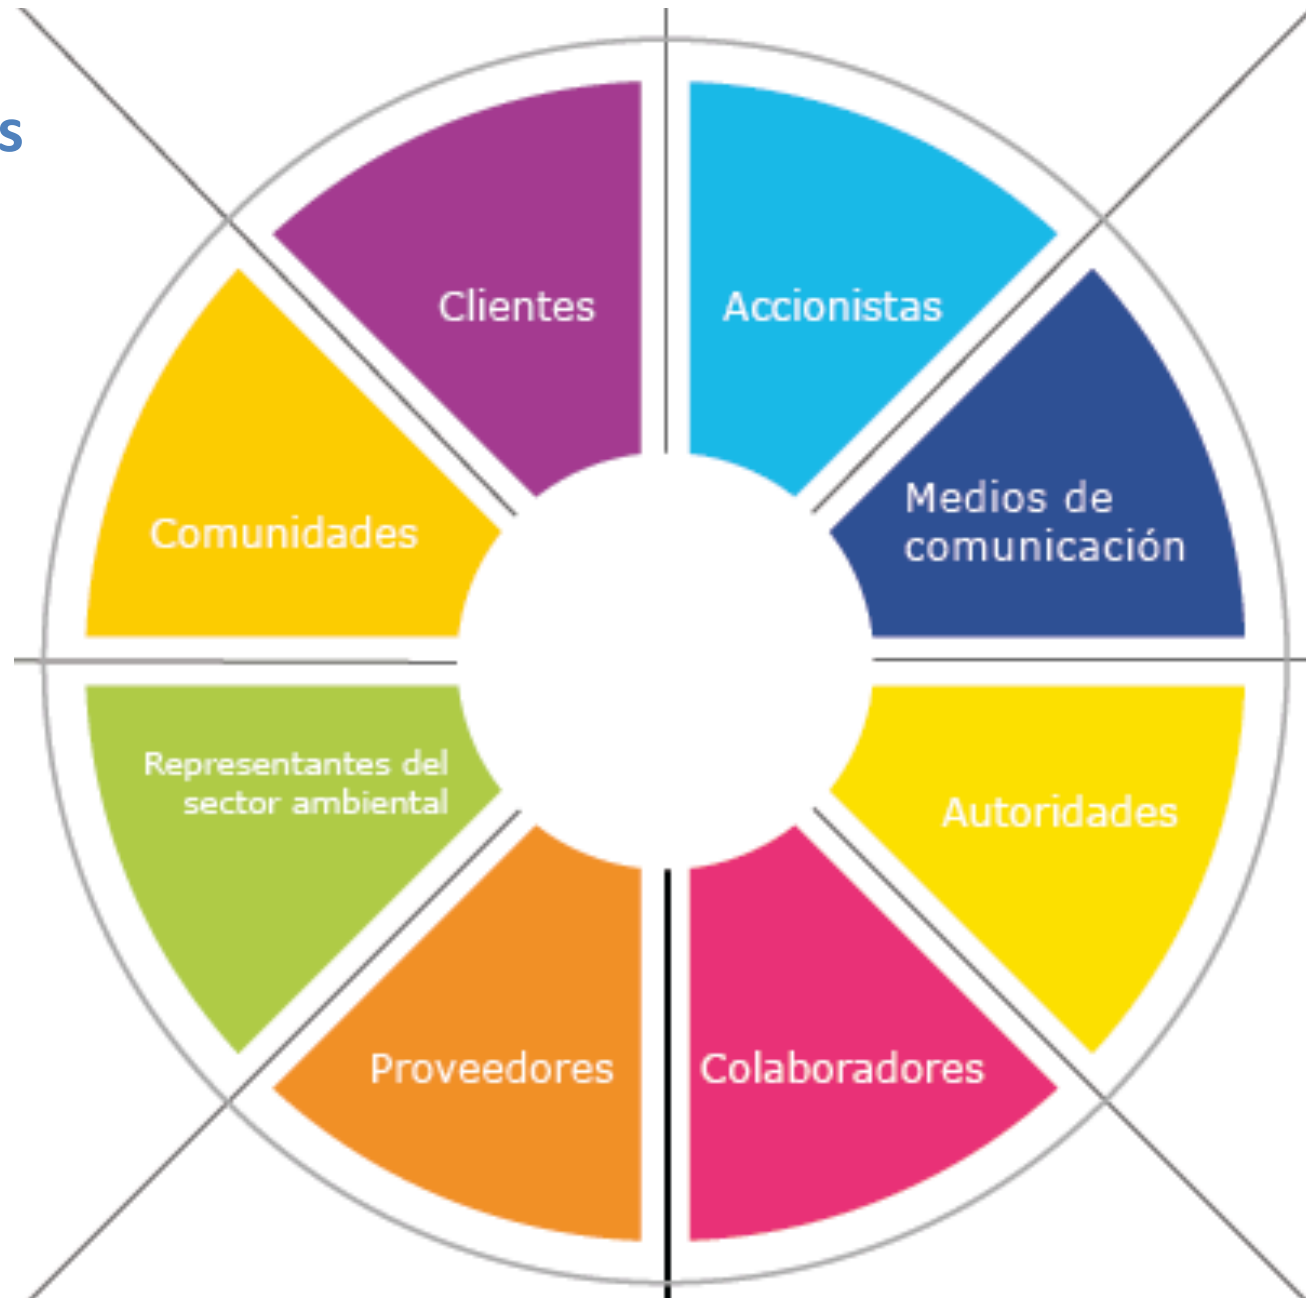 s
Clientes
Accionistas
Medios de
comunicación
Comunidades
Representantes del
sector ambiental
Autoridades
Proveedores
Colaboradores